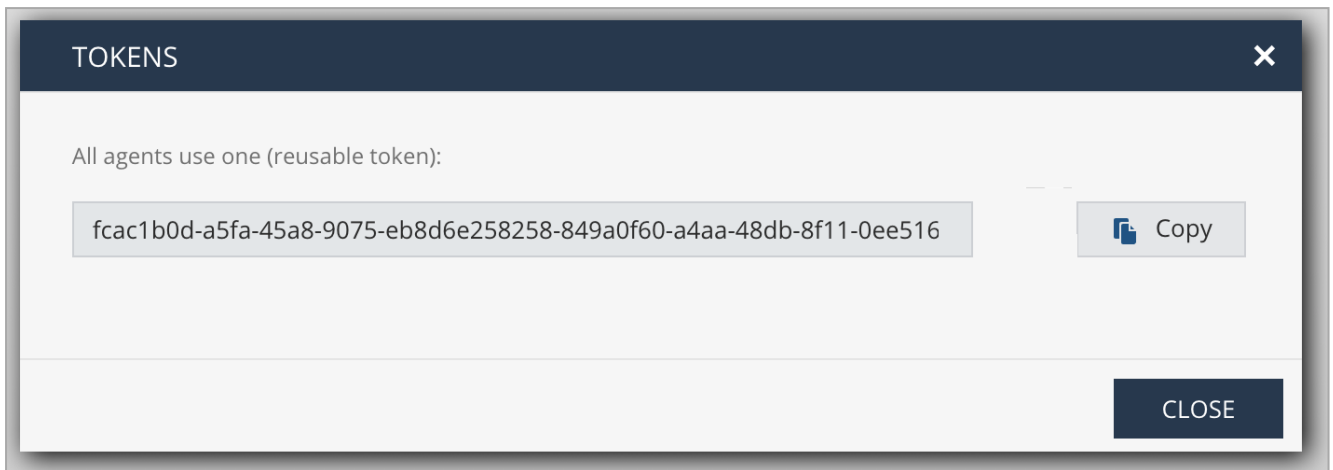 TOKENS
All agents use one (reusable token):
fcac1b0d-a5fa-45a8-9075-eb8d6e258258-849a0f60-a4aa-48db-8f11-0ee516
Copy
CLOSE